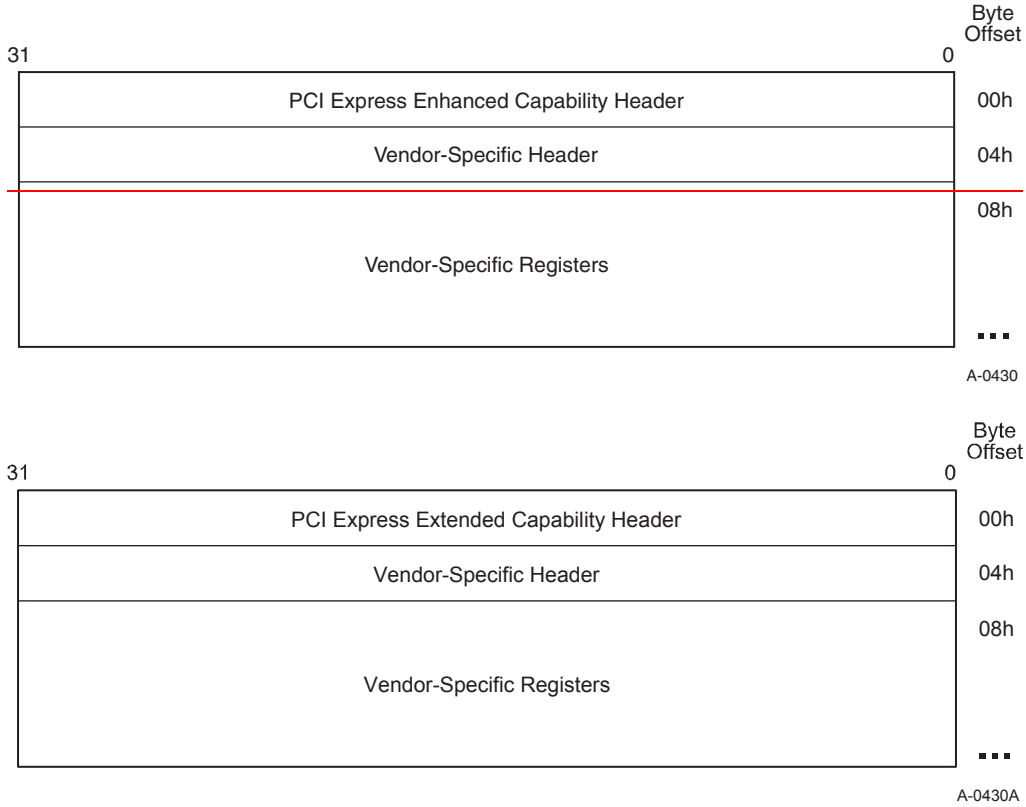 Byte
Offset
31 0
PCI Express Enhanced Capability Header 00h
Vendor-Specific Header 04h
08h
Vendor-Specific Registers
...
A-0430
Byte
Offset
31 0
PCI Express Extended Capability Header 00h
Vendor-Specific Header 04h
08h
Vendor-Specific Registers
...
A-0430A